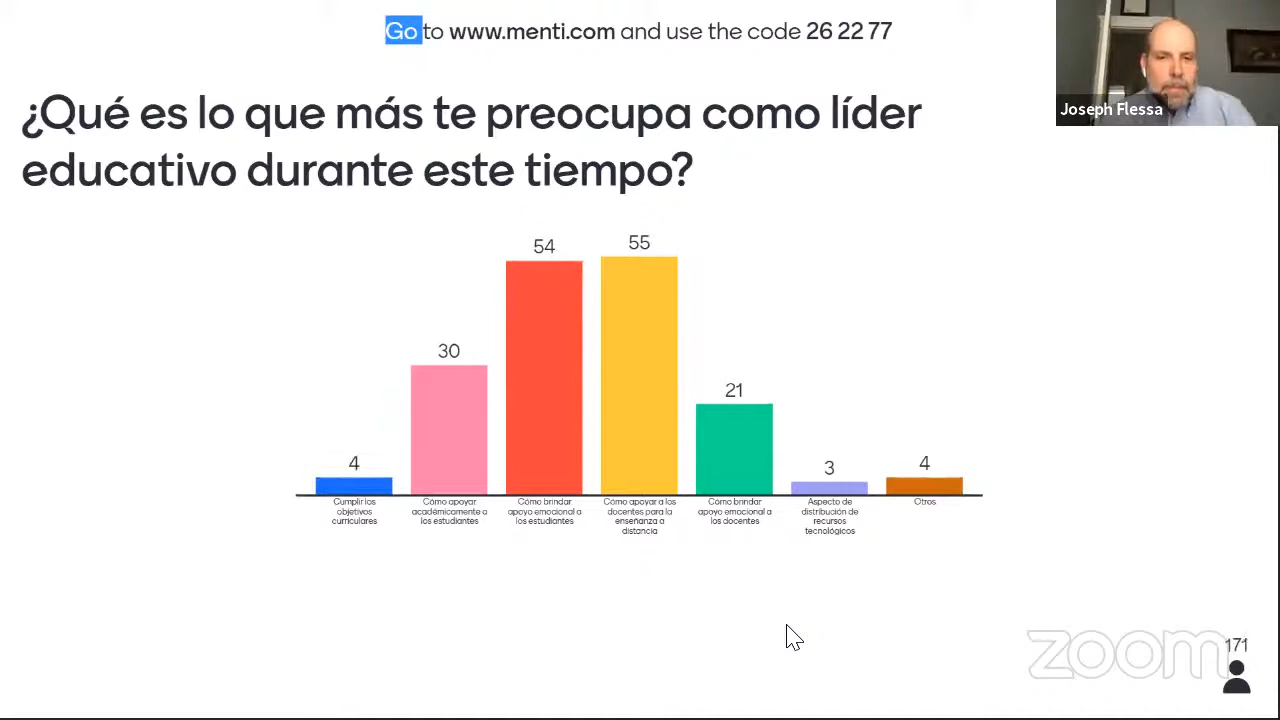 Go to www.menti.com and use the code 26 22 77
Joseph Flessa
¿Qué es lo que más te preocupa como líder
educativo durante este tiempo?
4
30
54
55
21
3
4
Cumplir los
objetivos
curriculares
Cómo apoyar
académicamente a
los estudiantes
Cómo brindar
apoyo emocional a
los estudiantes
Cómo apoyar a los
docentes para la
enseñanza a
distancia
Cómo brindar
apoyo emocional a
los docentes
Aspecto de
distribución de
recursos
tecnológicos
Otros
zoom
171